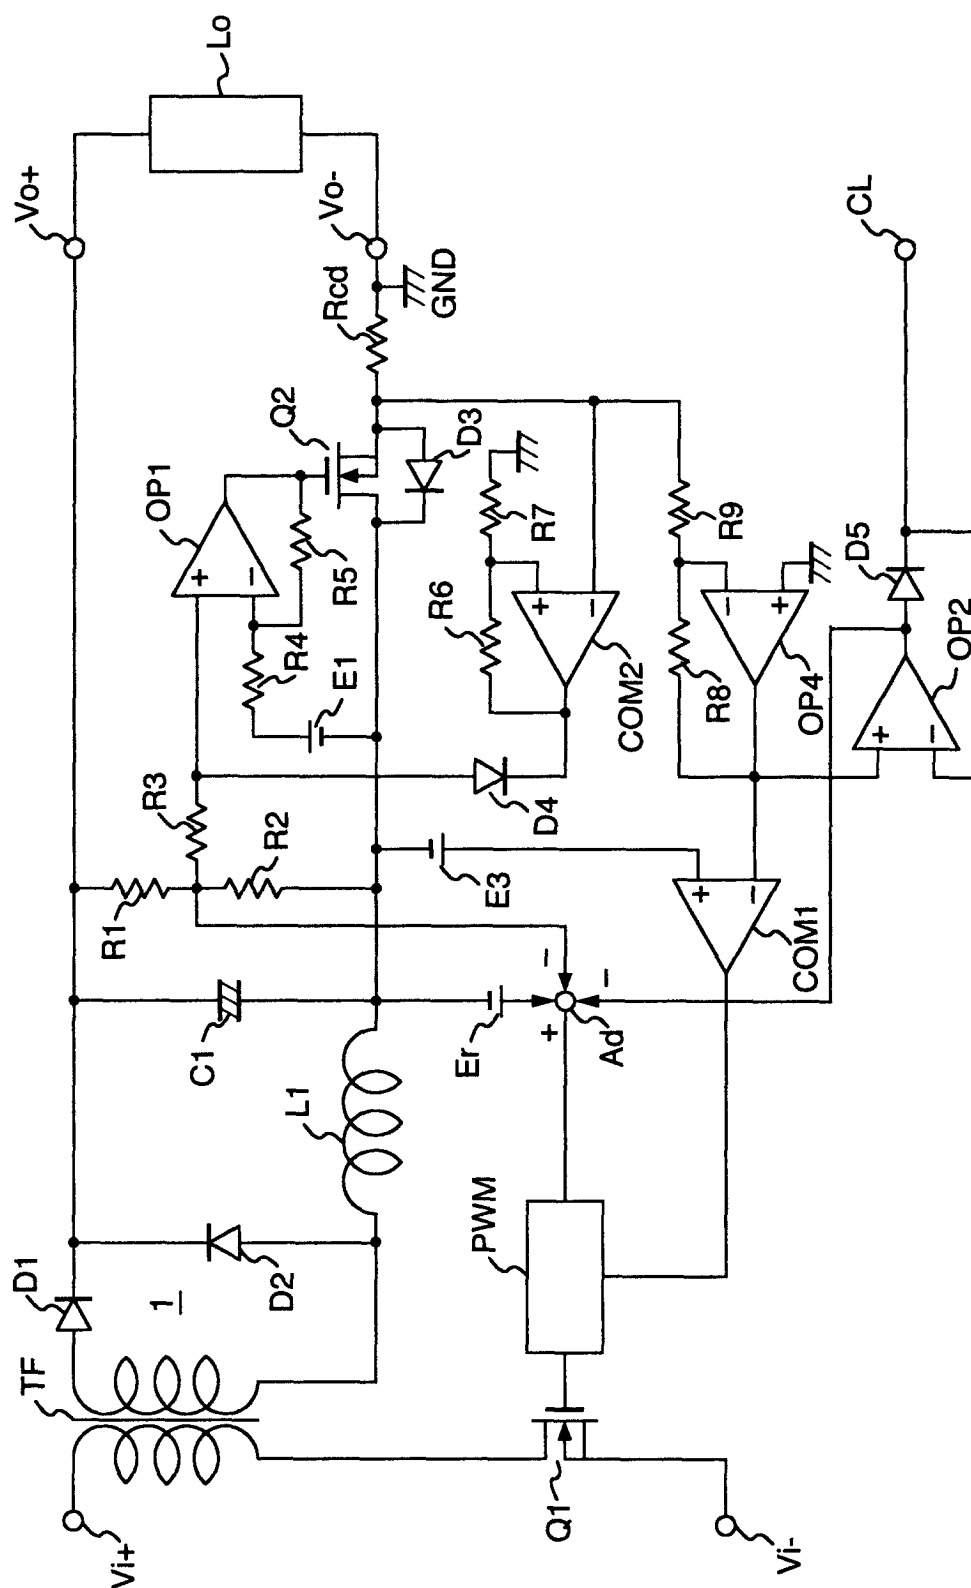 Vi+
TF
D1
1
D2
L1
C1
R1
R2
R3
R4
R5
E1
OP1
Q2
D3
Rcd
GND
Vo+
Vo-
Lo
D4
R6
R7
+
-
COM2
R8
R9
-
+
OP4
E3
+
-
COM1
Er
+
-
-
Ad
PWM
Q1
Vi-
+
-
OP2
D5
CL
+
-